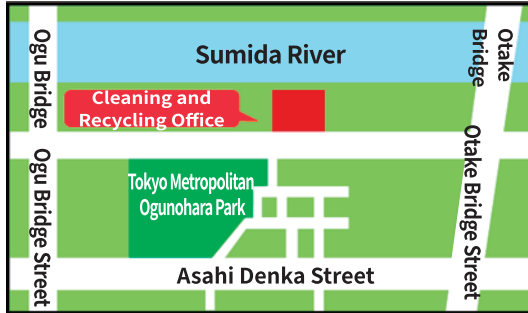 Sumida River
Ogu Bridge
Otake
Bridge
Cleaning and
Recycling Office
Ogu Bridge Street
Tokyo Metropolitan
Ogunohara Park
Otake Bridge Street
Asahi Denka Street